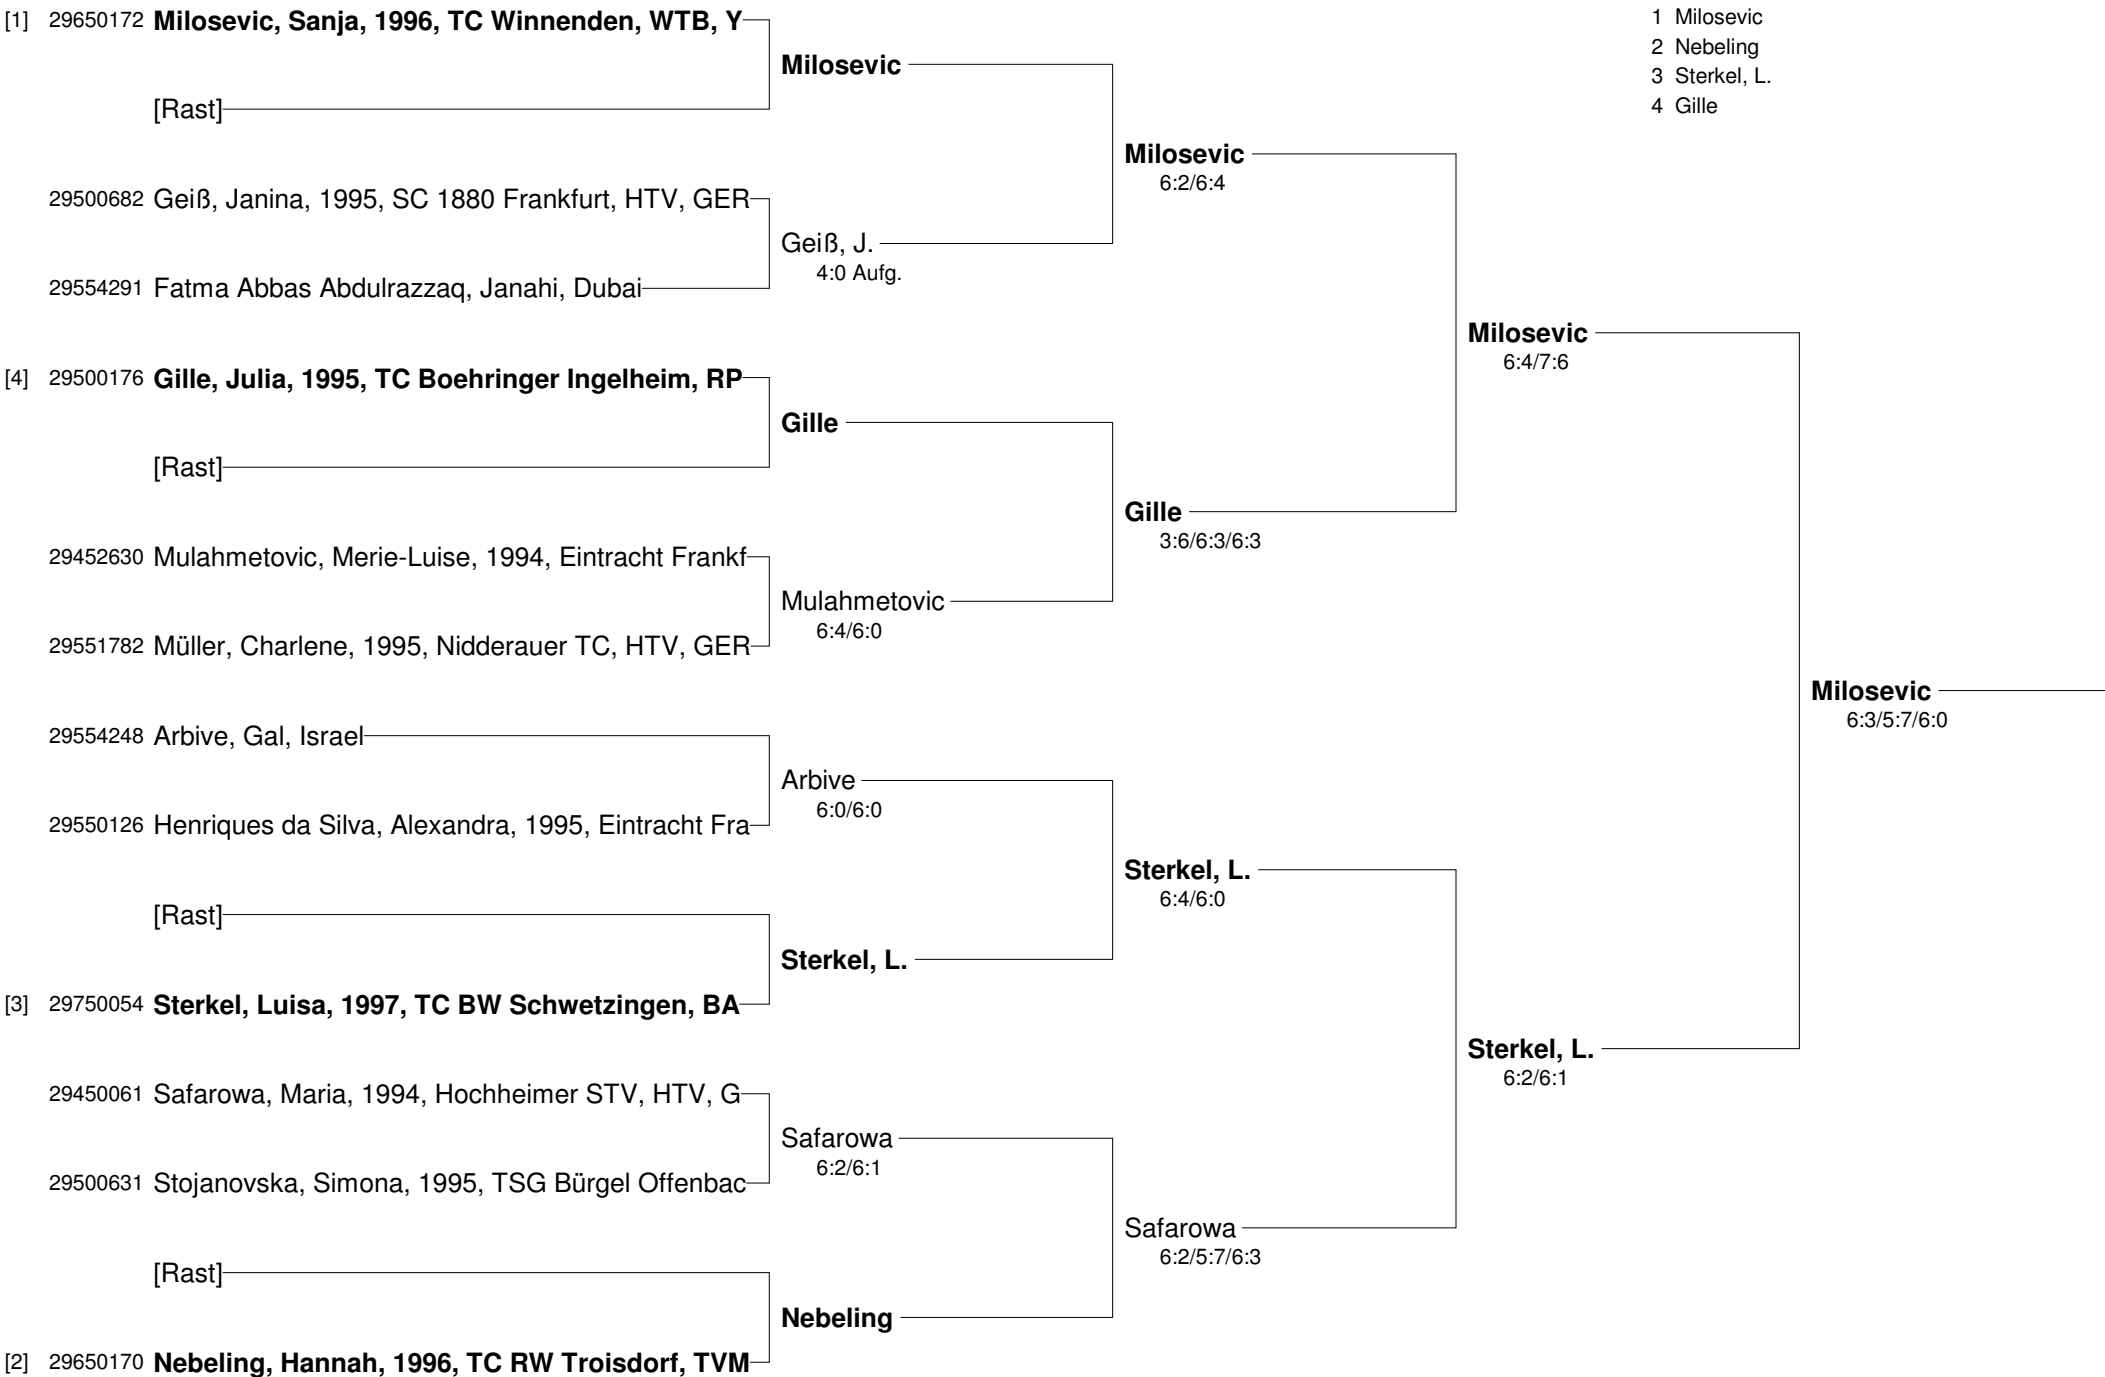 [1] 29650172 Milosevic, Sanja, 1996, TC Winnenden, WTB, Y
[Rast]
29500682 Geiß, Janina, 1995, SC 1880 Frankfurt, HTV, GER
29554291 Fatma Abbas Abdulrazzaq, Janahi, Dubai
[4] 29500176 Gille, Julia, 1995, TC Boehringer Ingelheim, RP
[Rast]
29452630 Mulahmetovic, Merie-Luise, 1994, Eintracht Frankf
29551782 Müller, Charlene, 1995, Nidderauer TC, HTV, GER
29554248 Arbive, Gal, Israel
29550126 Henriques da Silva, Alexandra, 1995, Eintracht Fra
[Rast]
[3] 29750054 Sterkel, Luisa, 1997, TC BW Schwetzingen, BA
29450061 Safarowa, Maria, 1994, Hochheimer STV, HTV, G
29500631 Stojanovska, Simona, 1995, TSG Bürgel Offenbac
[Rast]
[2] 29650170 Nebeling, Hannah, 1996, TC RW Troisdorf, TVM
Milosevic
Geiß, J.
4:0 Aufg.
Gille
Mulahmetovic
6:4/6:0
Arbive
6:0/6:0
Sterkel, L.
Safarowa
6:2/6:1
Nebeling
Milosevic
6:2/6:4
Gille
3:6/6:3/6:3
Sterkel, L.
6:4/6:0
Safarowa
6:2/5:7/6:3
Milosevic
6:4/7:6
Sterkel, L.
6:2/6:1
Milosevic
6:3/5:7/6:0
1 Milosevic
2 Nebeling
3 Sterkel, L.
4 Gille